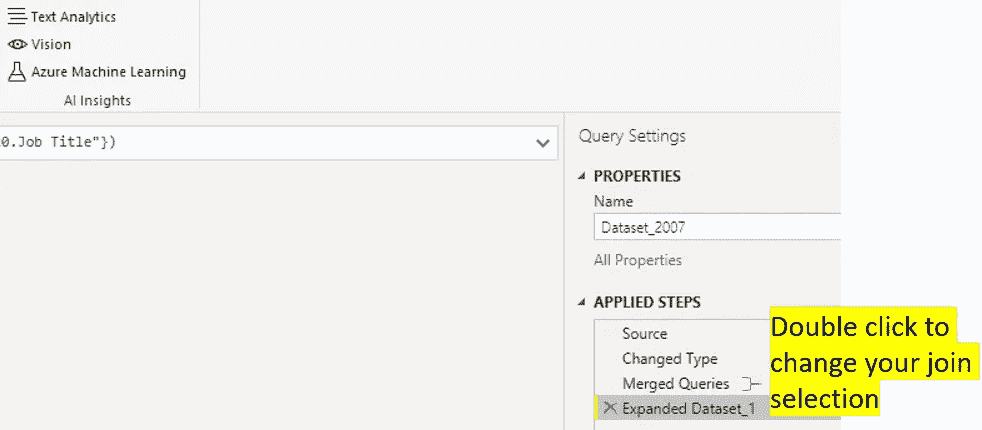 Text Analytics
Vision
Azure Machine Learning
AI Insights
0.Job Title"})
Query Settings
PROPERTIES
Name
Dataset_2007
All Properties
APPLIED STEPS
Source
Changed Type
Merged Queries
Expanded Dataset_1
Double click to
change your join
selection